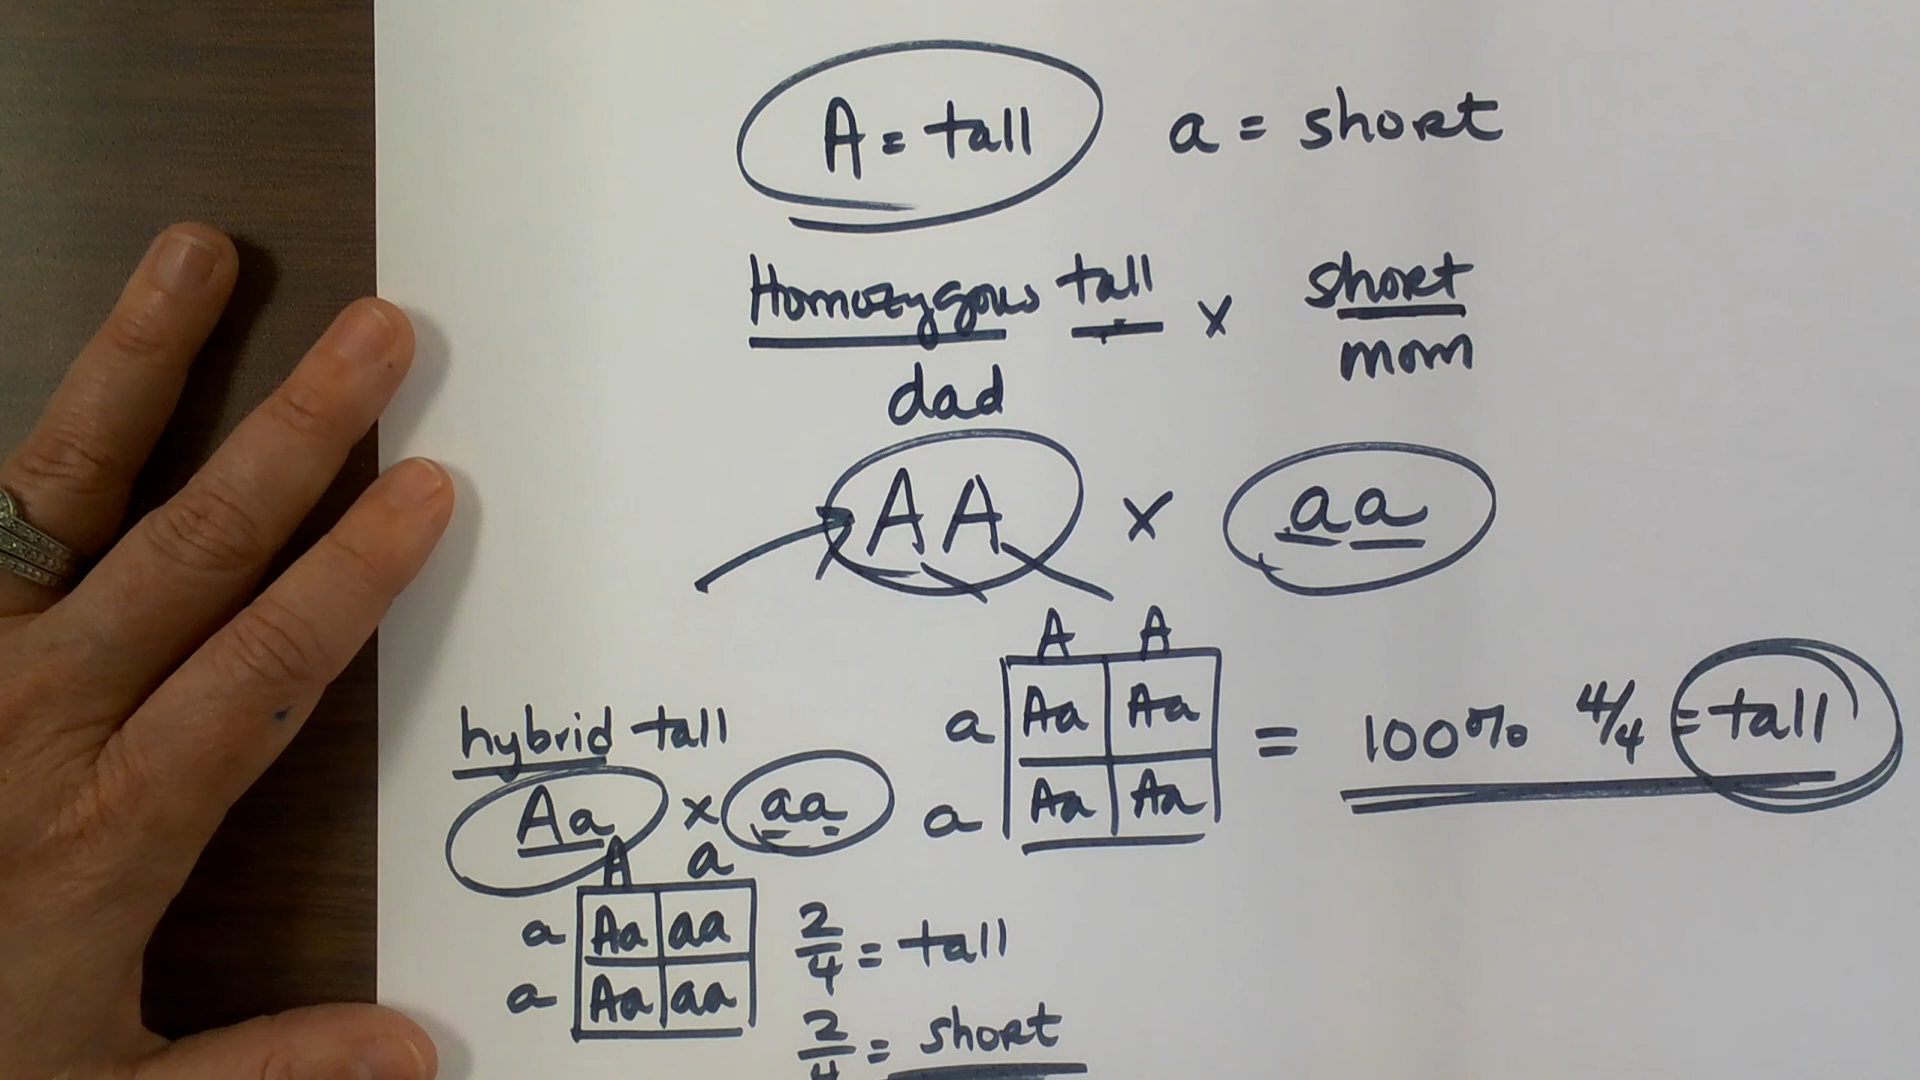 A = tall a = short
Homozygous tall x short
dad mom
AA x aa
A A
a Aa Aa = 100% 4/4 = tall
a Aa Aa
hybrid tall
Aa x aa
A a
a Aa aa 2/4 = tall
a Aa aa 2/4 = short